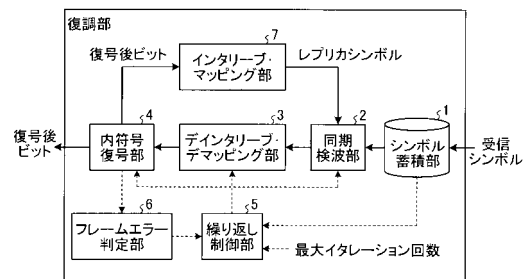 復調部
7
復号後ビット
インタリーブ・
マッピング部
レプリカシンボル
4
3
2
1
復号後
ビット
内符号
復号部
デインタリーブ・
デマッピング部
同期
検波部
シンボル
蓄積部
受信
シンボル
6
5
フレームエラー
判定部
繰り返し
制御部
最大イタレーション回数